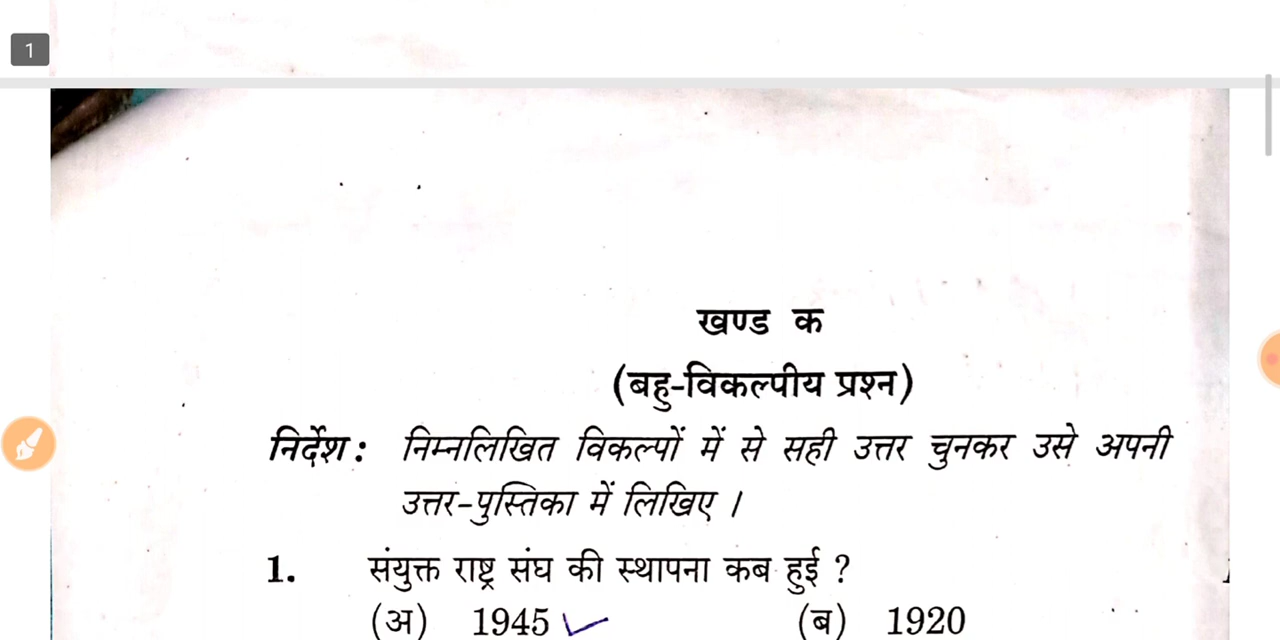 1
खण्ड क
(बहु-विकल्पीय प्रश्न)
निर्देश : निम्नलिखित विकल्पों में से सही उत्तर चुनकर उसे अपनी
उत्तर-पुस्तिका में लिखिए ।
1. संयुक्त राष्ट्र संघ की स्थापना कब हुई ?
(अ) 1945 (ब) 1920